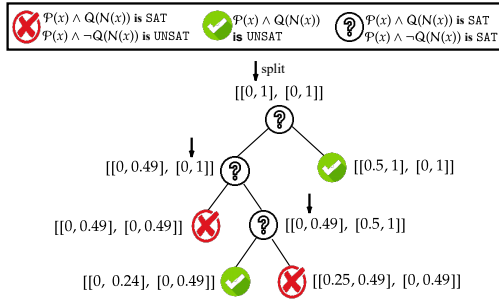 P(x) ∧ Q(N(x)) is SAT
P(x) ∧ ¬Q(N(x)) is UNSAT
P(x) ∧ Q(N(x))
is UNSAT
P(x) ∧ Q(N(x)) is SAT
P(x) ∧ ¬Q(N(x)) is SAT
split
[[0, 1], [0, 1]]
?
[[0, 0.49], [0, 1]]
?
[[0.5, 1], [0, 1]]
[[0, 0.49], [0, 0.49]]
?
[[0, 0.49], [0.5, 1]]
[[0, 0.24], [0, 0.49]]
[[0.25, 0.49], [0, 0.49]]